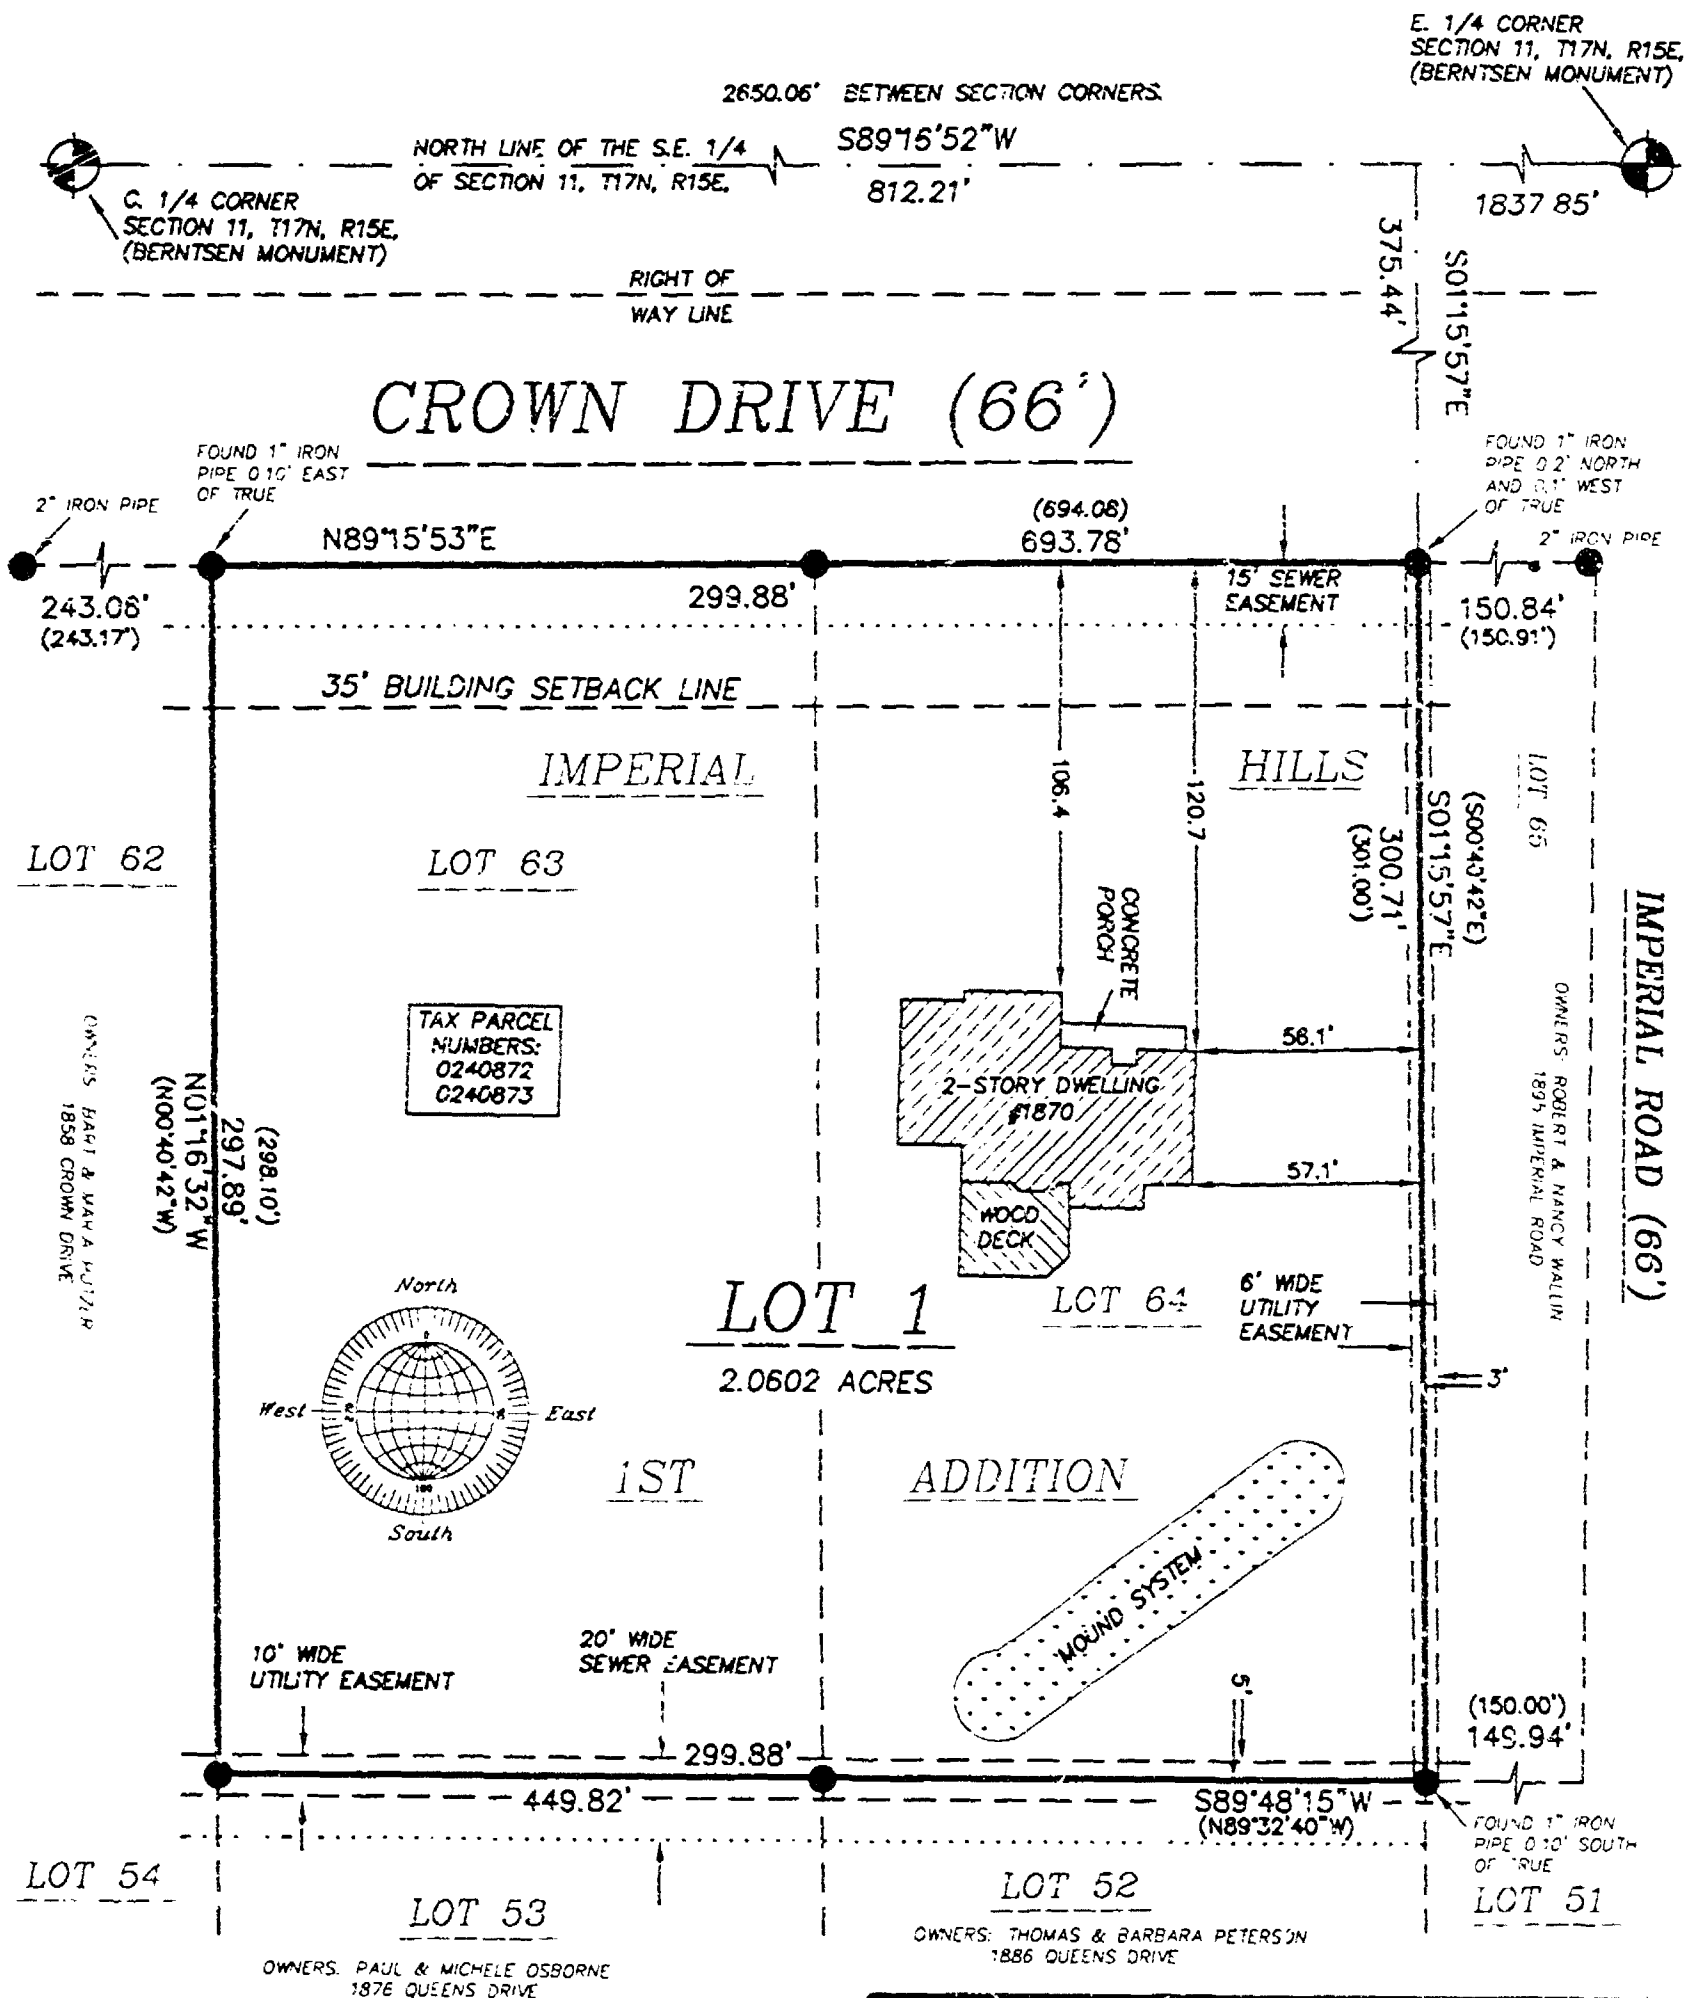 E. 1/4 CORNER
SECTION 11, T17N, R15E,
(BERNTSEN MONUMENT)
2650.06' BETWEEN SECTION CORNERS.
S89°16'52"W
812.21'
NORTH LINE OF THE S.E. 1/4
OF SECTION 11, T17N, R15E,
C. 1/4 CORNER
SECTION 11, T17N, R15E,
(BERNTSEN MONUMENT)
1837.85'
375.44'
S01°15'57"E
RIGHT OF
WAY LINE
CROWN DRIVE (66')
FOUND 1" IRON
PIPE 0.10' EAST
OF TRUE
2" IRON PIPE
FOUND 1" IRON
PIPE 0.2' NORTH
AND 0.1' WEST
OF TRUE
2" IRON PIPE
N89°15'53"E
(694.08)
693.78'
243.06'
(243.17')
299.88'
15' SEWER
EASEMENT
150.84'
(150.91')
35' BUILDING SETBACK LINE
IMPERIAL
HILLS
106.4
120.7
LOT 62
LOT 63
LOT 65
(S00°40'42"E)
S01°15'57"E
300.71'
(301.00')
IMPERIAL ROAD (66')
OWNERS: ROBERT & NANCY WALLIN
1895 IMPERIAL ROAD
CONCRETE
PORCH
TAX PARCEL
NUMBERS:
0240872
0240873
56.1'
2-STORY DWELLING
#1870
57.1'
WOOD
DECK
OWNERS BART &
1858 CROWN DRIVE
(298.10')
297.89'
N01°16'32"W
(N00°40'42"W)
North
West
East
South
LOT 1
2.0602 ACRES
LOT 64
6' WIDE
UTILITY
EASEMENT
3'
1ST
ADDITION
MOUND SYSTEM
10' WIDE
UTILITY EASEMENT
20' WIDE
SEWER EASEMENT
5'
(150.00')
149.94'
299.88'
449.82'
S89°48'15"W
(N89°32'40"W)
FOUND 1" IRON
PIPE 0.10' SOUTH
OF TRUE
LOT 54
LOT 53
LOT 52
LOT 51
OWNERS: THOMAS & BARBARA PETERSON
1886 QUEENS DRIVE
OWNERS: PAUL & MICHELE OSBORNE
1876 QUEENS DRIVE